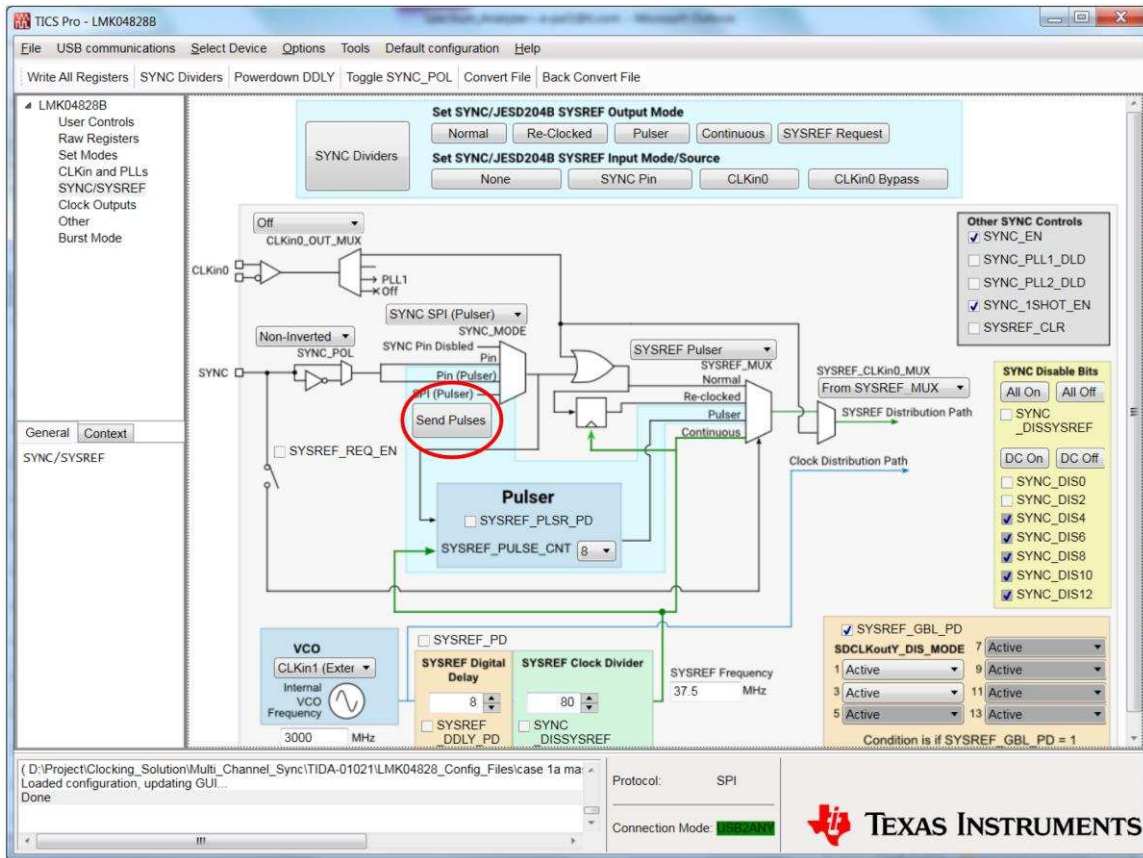 TICS Pro - LMK04828B
File USB communications Select Device Options Tools Default configuration Help
Write All Registers SYNC Dividers Powerdown DDLY Toggle SYNC_POL Convert File Back Convert File
LMK04828B
User Controls
Raw Registers
Set Modes
CLKin and PLLs
SYNC/SYSREF
Clock Outputs
Other
Burst Mode
General Context
SYNC/SYSREF
SYNC Dividers
Set SYNC/JESD204B SYSREF Output Mode
Normal Re-Clocked Pulser Continuous SYSREF Request
Set SYNC/JESD204B SYSREF Input Mode/Source
None SYNC Pin CLKin0 CLKin0 Bypass
Off
CLKin0_OUT_MUX
CLKin0
PLL1
Off
SYNC SPI (Pulser)
SYNC_MODE
Non-Inverted
SYNC_POL
SYNC
SYNC Pin Disbled
Pin
Pin (Pulser)
SPI (Pulser)
Send Pulses
SYSREF Pulser
SYSREF_MUX
Normal
Re-clocked
Pulser
Continuous
SYSREF_CLKin0_MUX
From SYSREF_MUX
SYSREF Distribution Path
Clock Distribution Path
SYSREF_REQ_EN
Pulser
SYSREF_PLSR_PD
SYSREF_PULSE_CNT 8
Other SYNC Controls
SYNC_EN
SYNC_PLL1_DLD
SYNC_PLL2_DLD
SYNC_1SHOT_EN
SYSREF_CLR
SYNC Disable Bits
All On All Off
SYNC
_DISSYSREF
DC On DC Off
SYNC_DIS0
SYNC_DIS2
SYNC_DIS4
SYNC_DIS6
SYNC_DIS8
SYNC_DIS10
SYNC_DIS12
VCO
CLKin1 (Exter
Internal
VCO
Frequency
3000 MHz
SYSREF_PD
SYSREF Digital
Delay
8
SYSREF
_DDLY_PD
SYSREF Clock Divider
80
SYNC
_DISSYSREF
SYSREF Frequency
37.5 MHz
SYSREF_GBL_PD
SDCLKoutY_DIS_MODE 7 Active
1 Active 9 Active
3 Active 11 Active
5 Active 13 Active
Condition is if SYSREF_GBL_PD = 1
( D:\Project\Clocking_Solution\Multi_Channel_Sync\TIDA-01021\LMK04828_Config_Files\case 1a ma
Loaded configuration, updating GUI...
Done
Protocol: SPI
Connection Mode: USB2ANY
TEXAS INSTRUMENTS